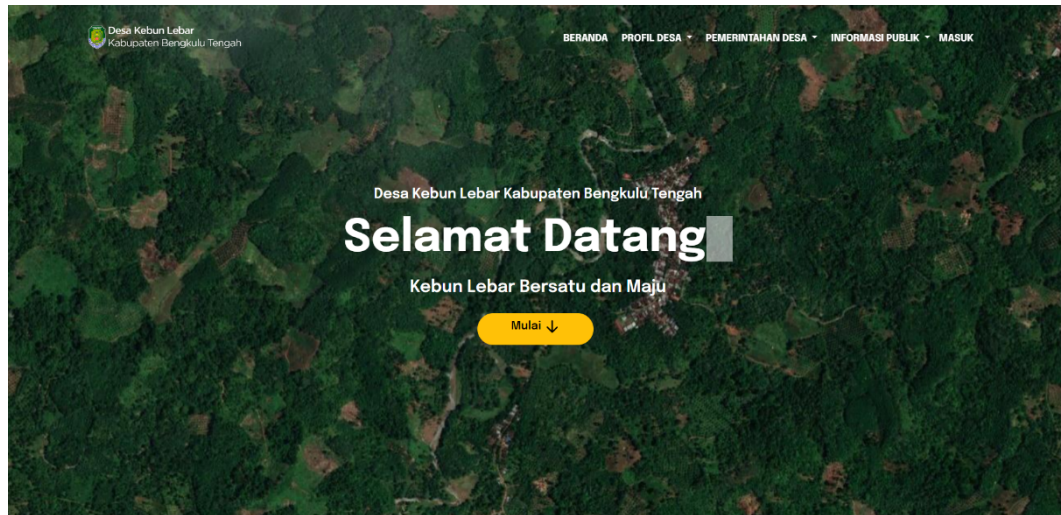 Desa Kebun Lebar
Kabupaten Bengkulu Tengah
BERANDA PROFIL DESA PEMERINTAHAN DESA INFORMASI PUBLIK MASUK
Desa Kebun Lebar Kabupaten Bengkulu Tengah
Selamat Datang
Kebun Lebar Bersatu dan Maju
Mulai ↓